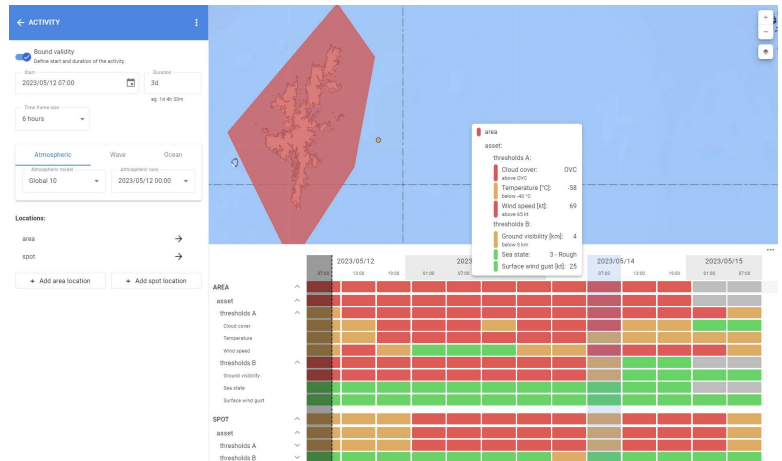 ACTIVITY
Bound validity
Define start and duration of the activity
Start
2023/05/12 07:00
Duration
3d
eg: 1d 4h 30m
Time frame size
6 hours
Atmospheric
Wave
Ocean
Atmospheric model
Global 10
Atmospheric runs
2023/05/12 00:00
Locations:
area
spot
+ Add area location
+ Add spot location
+
−
area
asset:
thresholds A:
Cloud cover: OVC
above OVC
Temperature [°C]: -58
below -40 °C
Wind speed [kt]: 69
above 65 kt
thresholds B:
Ground visibility [km]: 4
below 5 km
Sea state: 3 - Rough
Surface wind gust [kt]: 25
2023/05/12 2023 /05/14 2023/05/15
07:00 13:00 19:00 01:00 07:00 07:00 13:00 19:00 01:00 07:00
AREA
asset
thresholds A
Cloud cover
Temperature
Wind speed
thresholds B
Ground visibility
Sea state
Surface wind gust
SPOT
asset
thresholds A
thresholds B